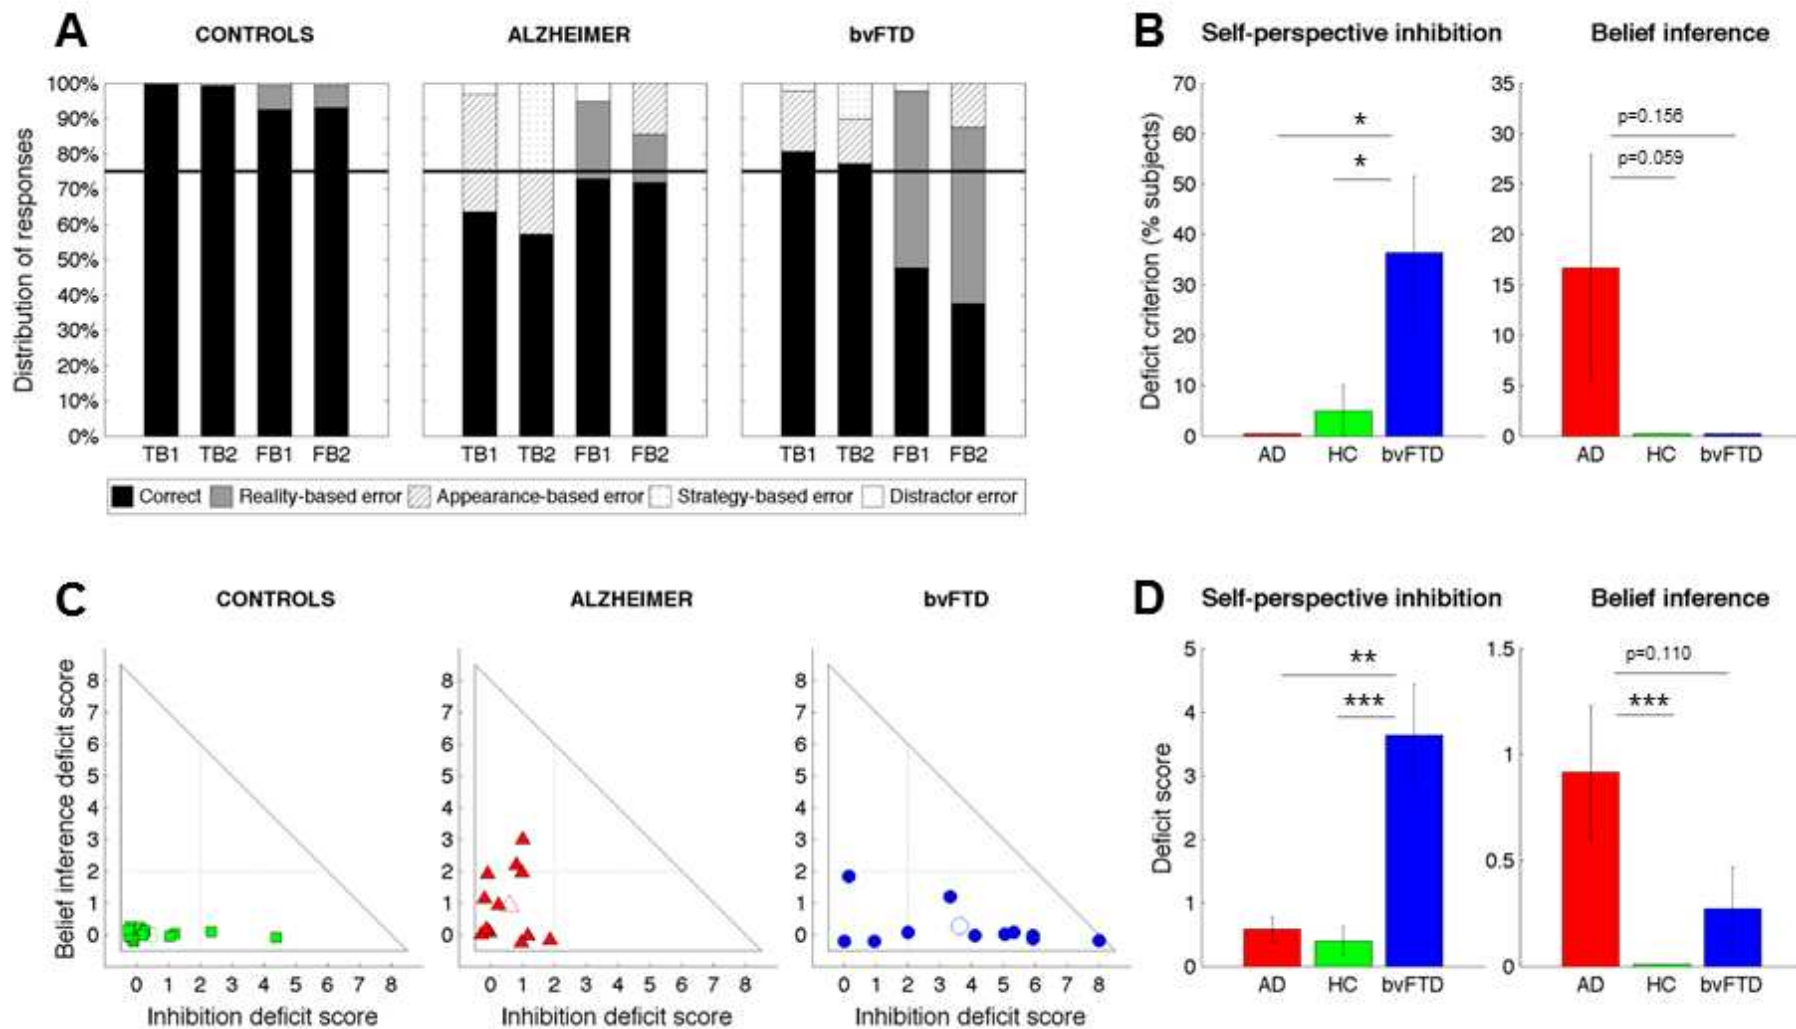 A
CONTROLS
ALZHEIMER
bvFTD
Distribution of responses
100%
90%
80%
70%
60%
50%
40%
30%
20%
10%
0%
TB1 TB2 FB1 FB2
TB1 TB2 FB1 FB2
TB1 TB2 FB1 FB2
Correct Reality-based error Appearance-based error Strategy-based error Distractor error
B
Self-perspective inhibition
Belief inference
Deficit criterion (% subjects)
70
60
50
40
30
20
10
0
*
*
AD HC bvFTD
35
30
25
20
15
10
5
0
p=0.156
p=0.059
AD HC bvFTD
C
CONTROLS
ALZHEIMER
bvFTD
Belief inference deficit score
8
7
6
5
4
3
2
1
0
0 1 2 3 4 5 6 7 8
Inhibition deficit score
8
7
6
5
4
3
2
1
0
0 1 2 3 4 5 6 7 8
Inhibition deficit score
8
7
6
5
4
3
2
1
0
0 1 2 3 4 5 6 7 8
Inhibition deficit score
D
Self-perspective inhibition
Belief inference
Deficit score
5
4
3
2
1
0
**
***
AD HC bvFTD
1.5
1
0.5
0
p=0.110
***
AD HC bvFTD